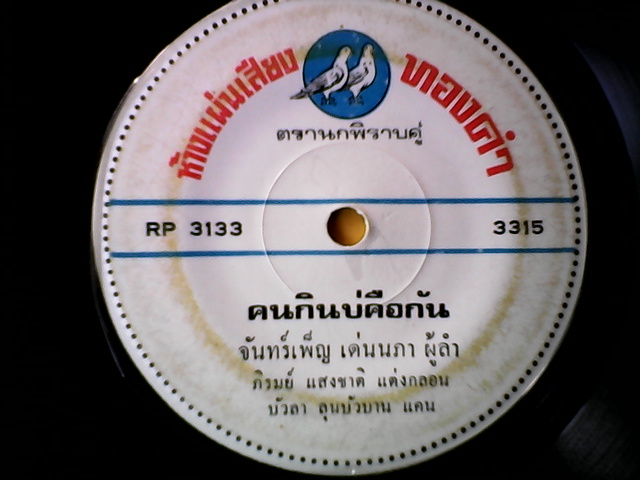 ห้างแผ่นเสียง ทองคำ
ตรานกพิราบคู่
RP 3133 3315
คนกินบ่คือกัน
จันทร์เพ็ญ เด่นนภา ผู้ลำ
ภิรมย์ แสงชาติ แต่งกลอน
บัวลา ลุนบัวบาน แคน